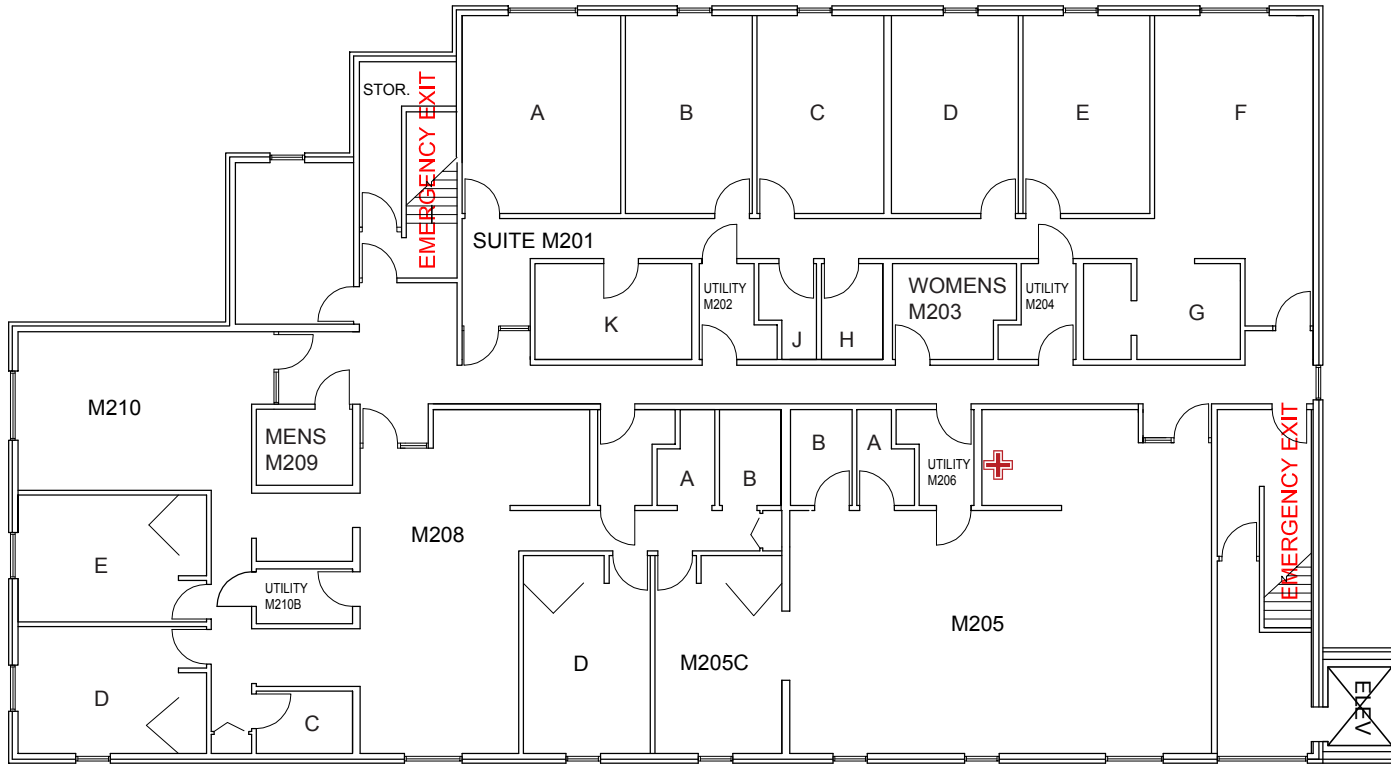 STOR.
EMERGENCY EXIT
A
B
C
D
E
F
SUITE M201
K
UTILITY
M202
J
H
WOMENS
M203
UTILITY
M204
G
M210
MENS
M209
A
B
B
A
UTILITY
M206
EMERGENCY EXIT
M208
E
UTILITY
M210B
D
C
D
M205C
M205
ELEV